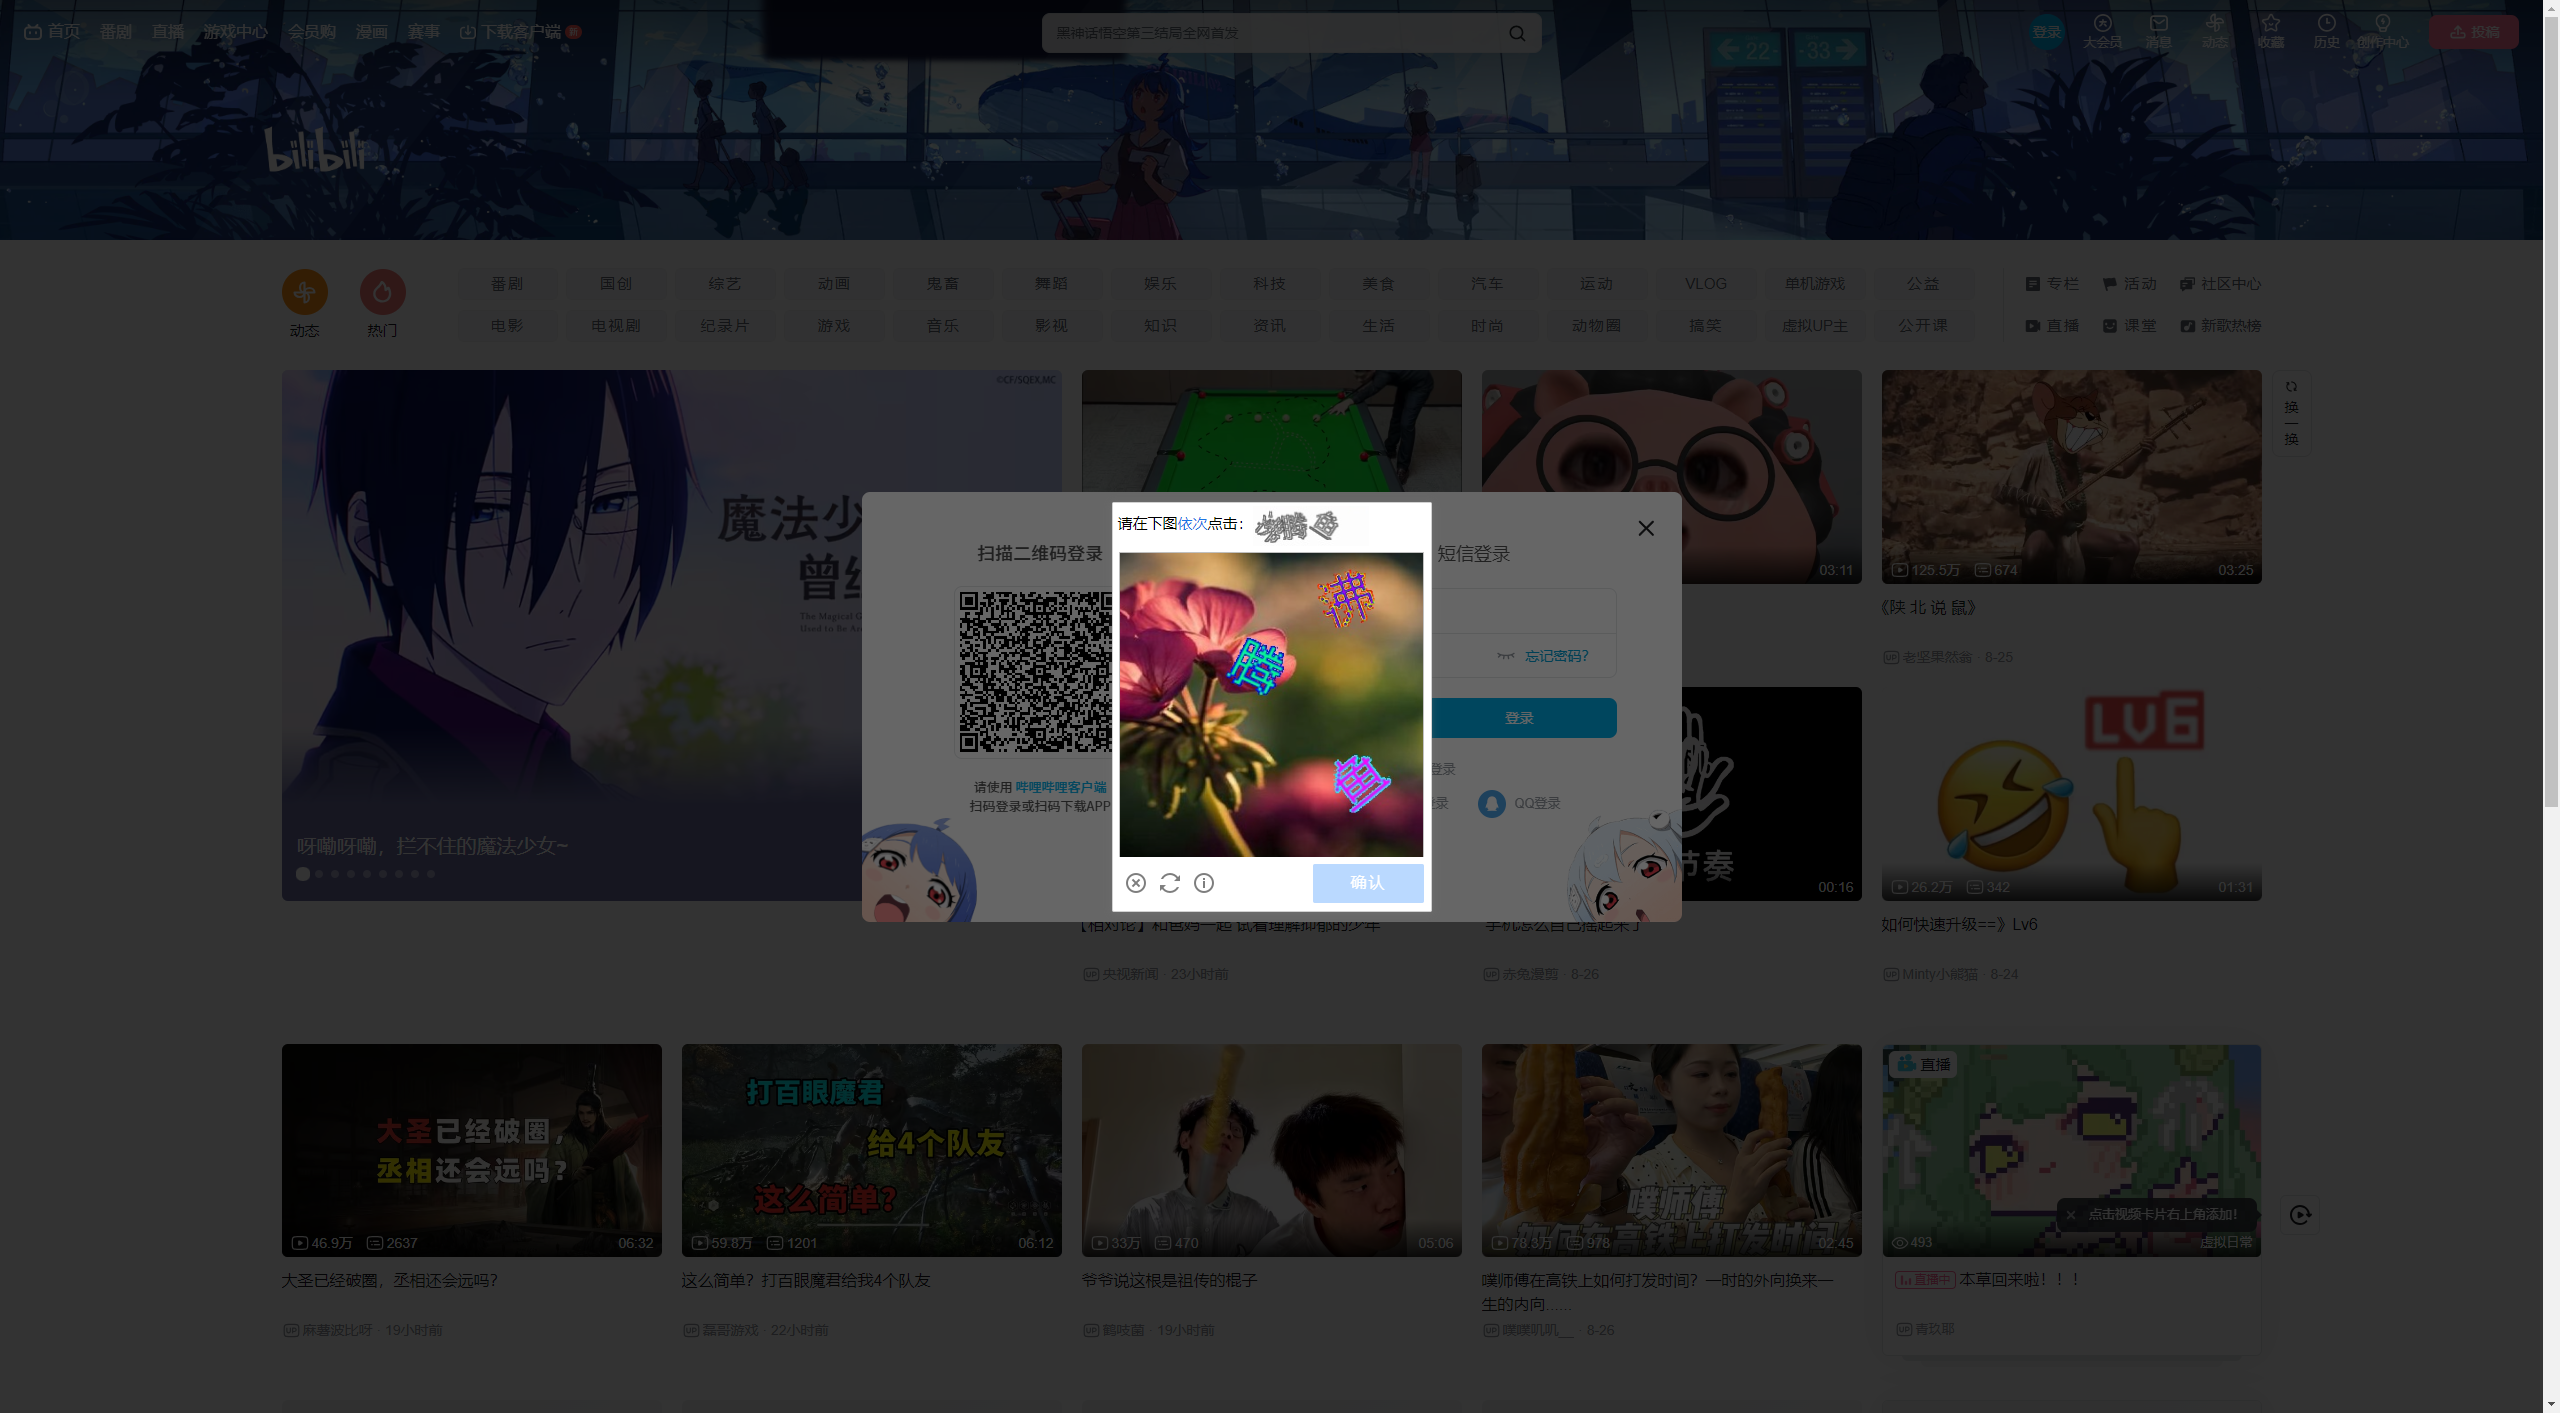 首页 番剧 直播 游戏中心 会员购 漫画 赛事 下载客户端
黑神话悟空第三结局全网首发
登录 大会员 消息 动态 收藏 历史 创作中心 投稿
← 22 · 33 →
bilibili
动态 热门
番剧 国创 综艺 动画 鬼畜 舞蹈 娱乐 科技 美食 汽车 运动 VLOG 单机游戏 公益
电影 电视剧 纪录片 游戏 音乐 影视 知识 资讯 生活 时尚 动物圈 搞笑 虚拟UP主 公开课
专栏 活动 社区中心
直播 课堂 新歌热榜
换一换
©CF/SQEX,MC
魔法少
曾经
The Magical G
Used to Be An
呀嘞呀嘞，拦不住的魔法少女~
扫描二维码登录
请使用 哔哩哔哩客户端
扫码登录或扫码下载APP
短信登录
忘记密码?
登录
登录
QQ登录
请在下图依次点击：
确认
03:11
125.5万 674 03:25
《陕 北 说 鼠》
老坚果然翁 · 8-25
节奏
00:16
LV6
26.2万 342 01:31
【相对论】和爸妈一起 试着理解抑郁的少年
央视新闻 · 23小时前
手机怎么自己摇起来了
赤兔漫剪 · 8-26
如何快速升级==》Lv6
Minty小熊猫 · 8-24
大圣已经破圈，
丞相还会远吗?
46.9万 2637 06:32
大圣已经破圈，丞相还会远吗?
麻薯波比呀 · 19小时前
打百眼魔君
给4个队友
这么简单?
59.8万 1201 06:12
这么简单？打百眼魔君给我4个队友
磊哥游戏 · 22小时前
33万 470 05:06
爷爷说这根是祖传的棍子
鹤吱菌 · 19小时前
噗师傅
如何在高铁上打发时间
78.3万 978 02:45
噗师傅在高铁上如何打发时间？一时的外向换来一
生的内向......
噗噗叽叽__ · 8-26
直播
点击视频卡片右上角添加!
493 虚拟日常
直播中 本草回来啦！！！
青玖耶